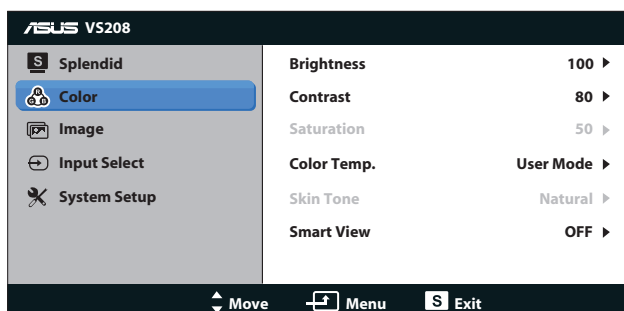 ASUS VS208
S Splendid
R G B Color
Image
Input Select
System Setup
Brightness 100
Contrast 80
Saturation 50
Color Temp. User Mode
Skin Tone Natural
Smart View OFF
Move Menu S Exit